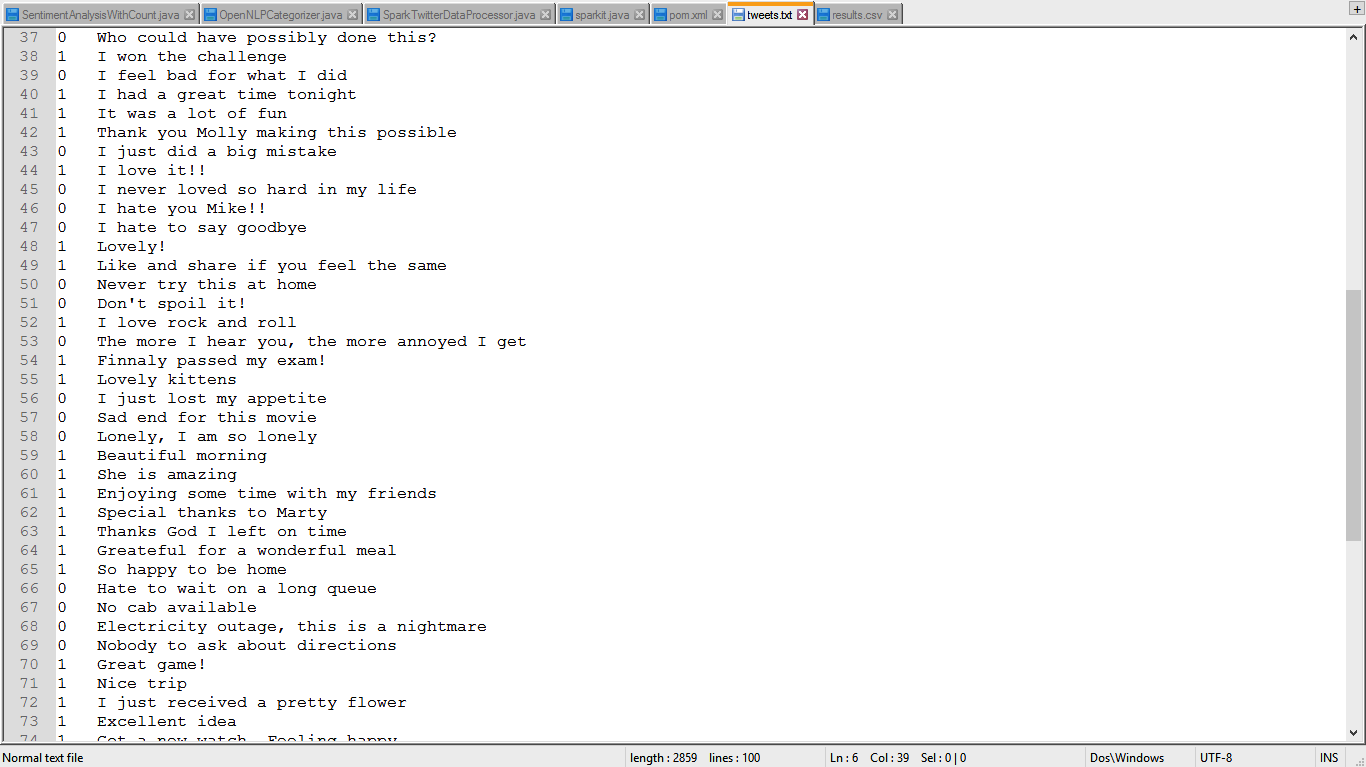 SentimentAnalysisWithCount.java OpenNLPCategorizer.java SparkTwitterDataProcessor.java sparkit.java pom.xml tweets.txt results.csv
37 0 Who could have possibly done this?
38 1 I won the challenge
39 0 I feel bad for what I did
40 1 I had a great time tonight
41 1 It was a lot of fun
42 1 Thank you Molly making this possible
43 0 I just did a big mistake
44 1 I love it!!
45 0 I never loved so hard in my life
46 0 I hate you Mike!!
47 0 I hate to say goodbye
48 1 Lovely!
49 1 Like and share if you feel the same
50 0 Never try this at home
51 0 Don't spoil it!
52 1 I love rock and roll
53 0 The more I hear you, the more annoyed I get
54 1 Finnaly passed my exam!
55 1 Lovely kittens
56 0 I just lost my appetite
57 0 Sad end for this movie
58 0 Lonely, I am so lonely
59 1 Beautiful morning
60 1 She is amazing
61 1 Enjoying some time with my friends
62 1 Special thanks to Marty
63 1 Thanks God I left on time
64 1 Greateful for a wonderful meal
65 1 So happy to be home
66 0 Hate to wait on a long queue
67 0 No cab available
68 0 Electricity outage, this is a nightmare
69 0 Nobody to ask about directions
70 1 Great game!
71 1 Nice trip
72 1 I just received a pretty flower
73 1 Excellent idea
74 1 Got a new watch. Feeling happy
Normal text file length : 2859 lines : 100 Ln : 6 Col : 39 Sel : 0 | 0 Dos\Windows UTF-8 INS